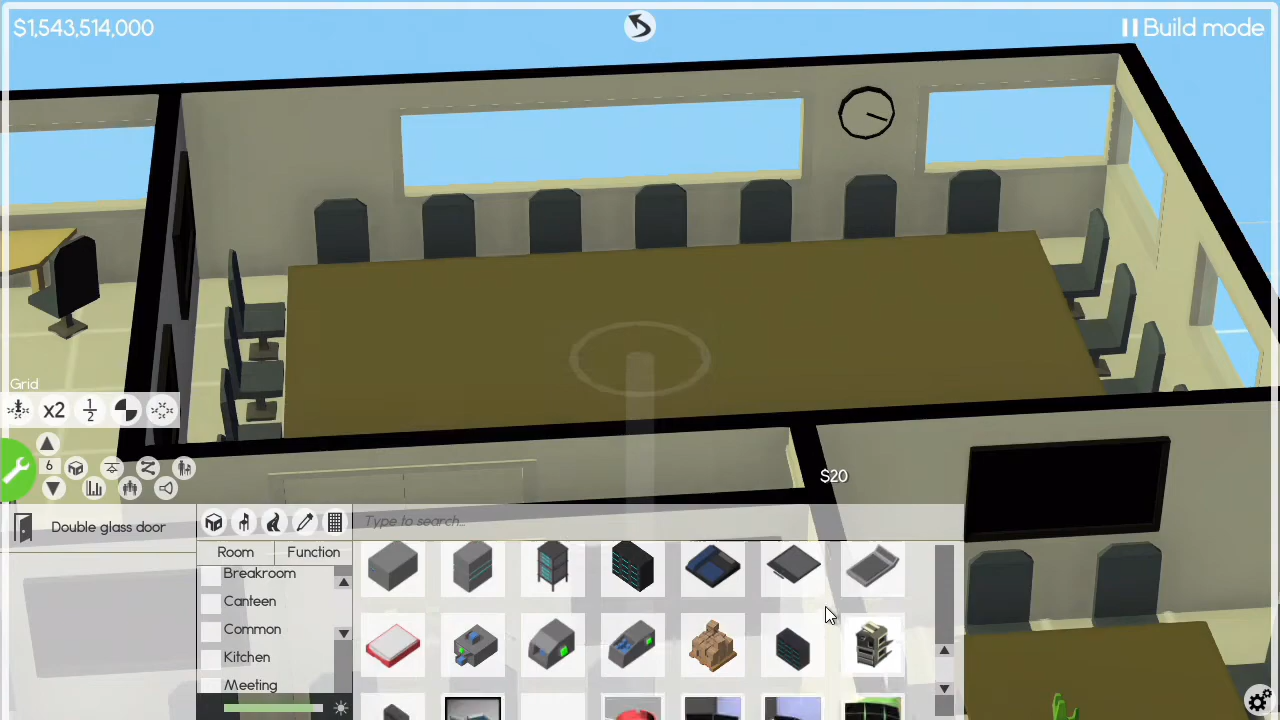 $1,543,514,000
Build mode
Grid
x2
1/2
6
$20
Double glass door
Type to search...
Room
Function
Breakroom
Canteen
Common
Kitchen
Meeting